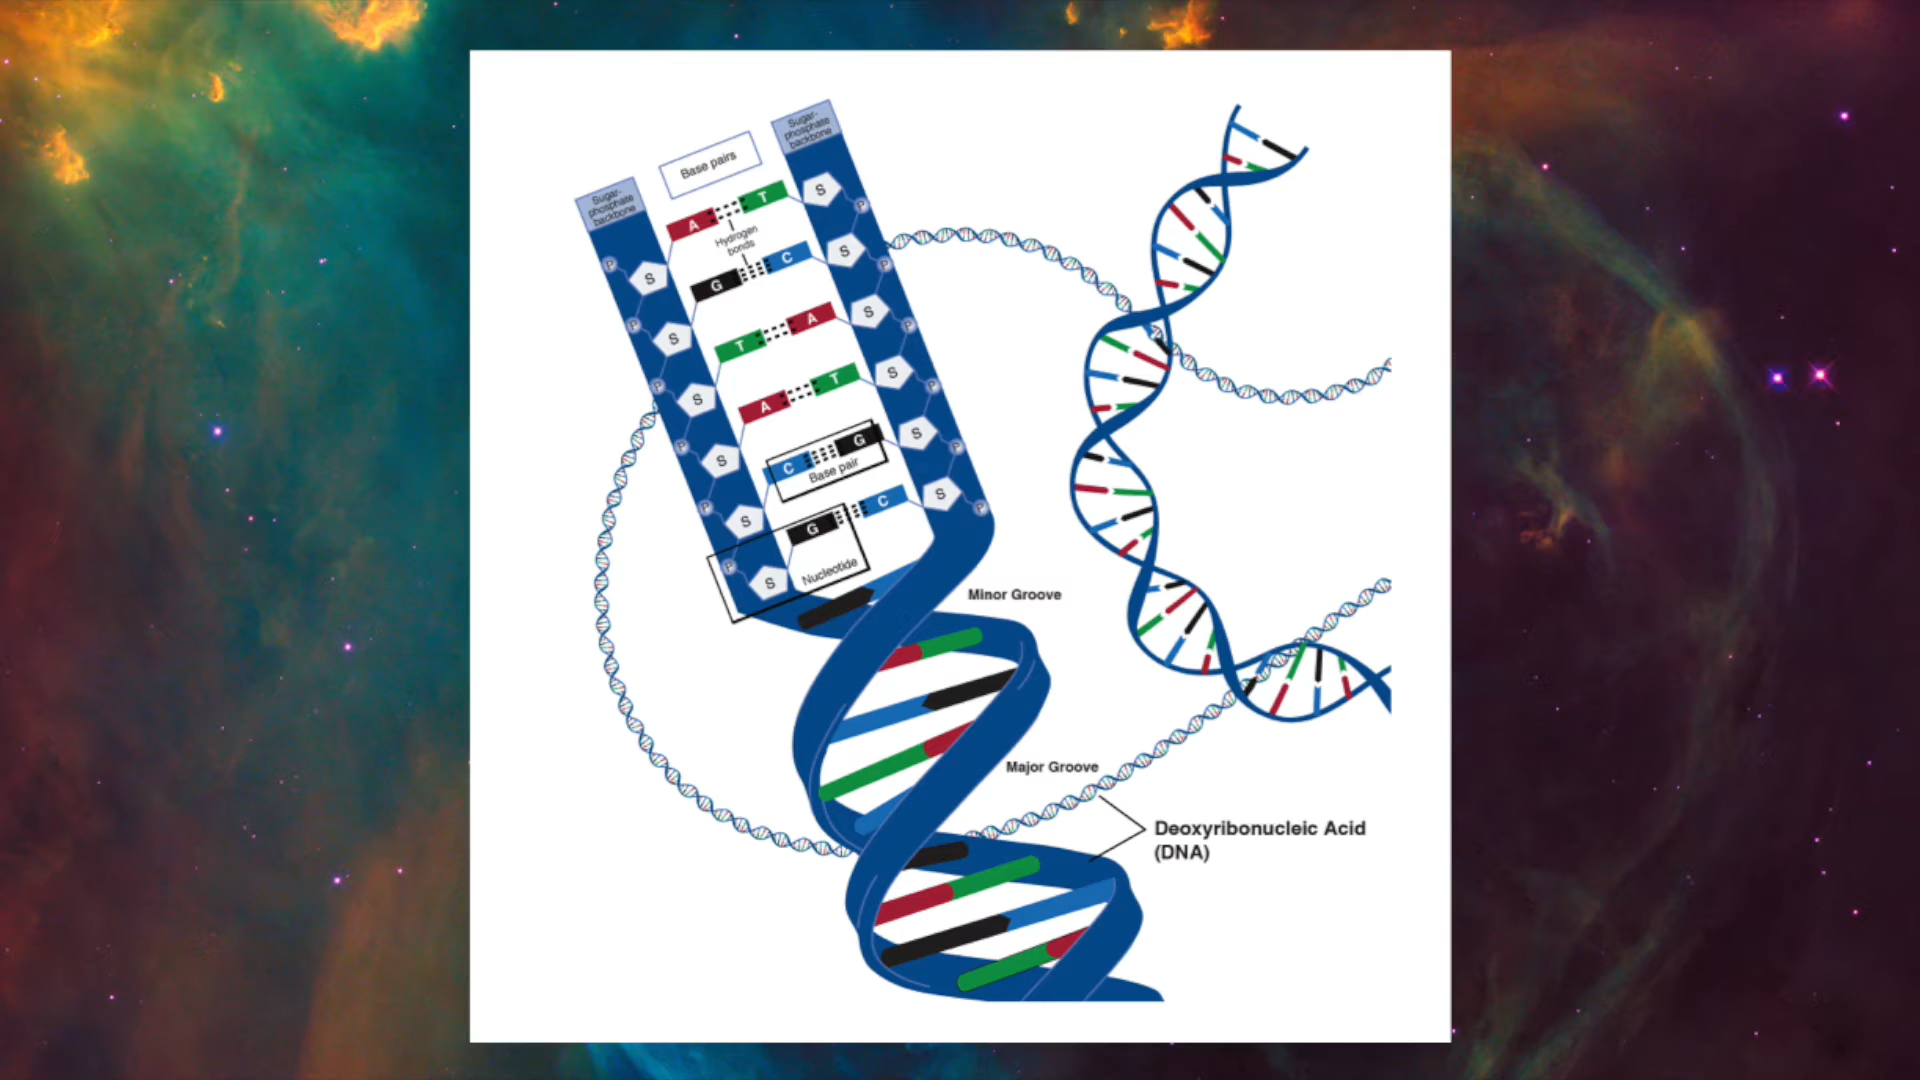 Sugar-
phosphate
backbone
Base pairs
Sugar-
phosphate
backbone
A T
Hydrogen
bonds
G C
T A
A T
C G
Base pair
G C
Nucleotide
P S
P S
P S
P S
P S
P S
S P
S P
S P
S P
S P
S P
Minor Groove
Major Groove
Deoxyribonucleic Acid
(DNA)